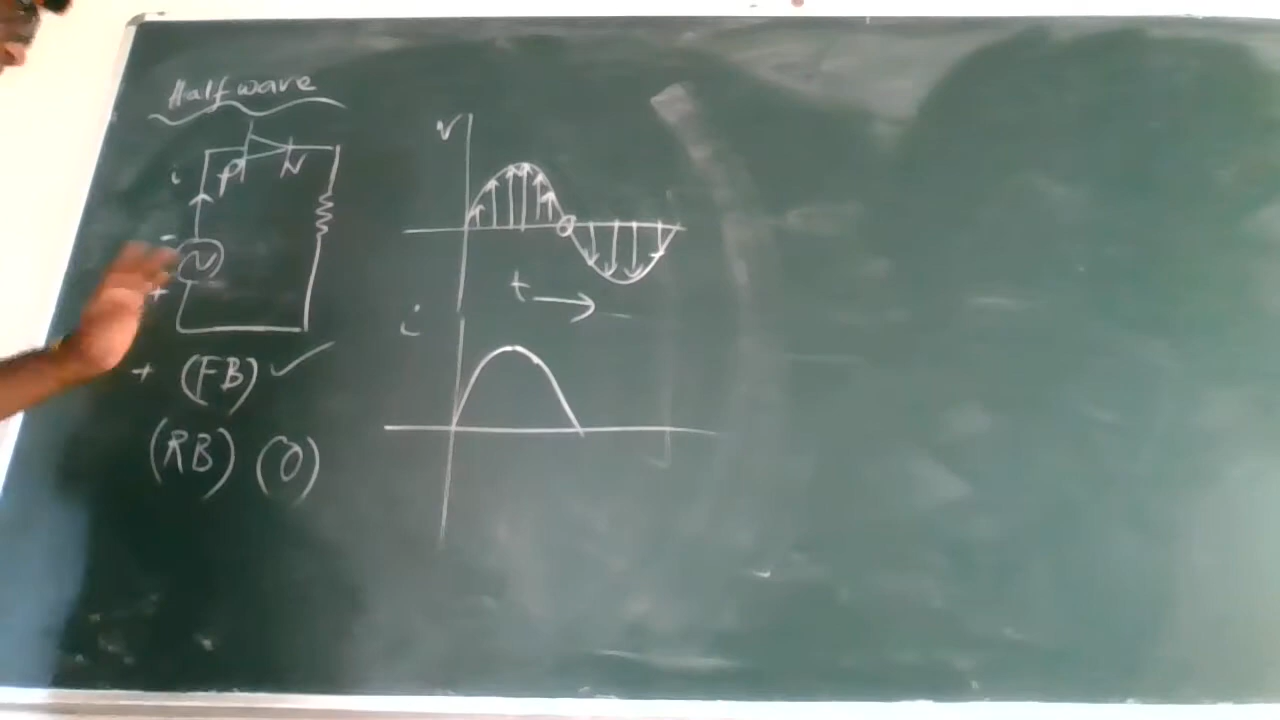 Half wave
i
P N
-
+
+ (FB) ✓
(RB) (0)
v
t →
i